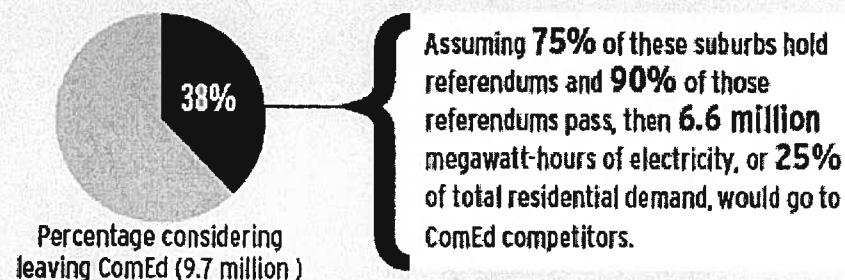 38%
Percentage considering
leaving ComEd (9.7 million )
Assuming 75% of these suburbs hold
referendums and 90% of those
referendums pass, then 6.6 million
megawatt-hours of electricity, or 25%
of total residential demand, would go to
ComEd competitors.